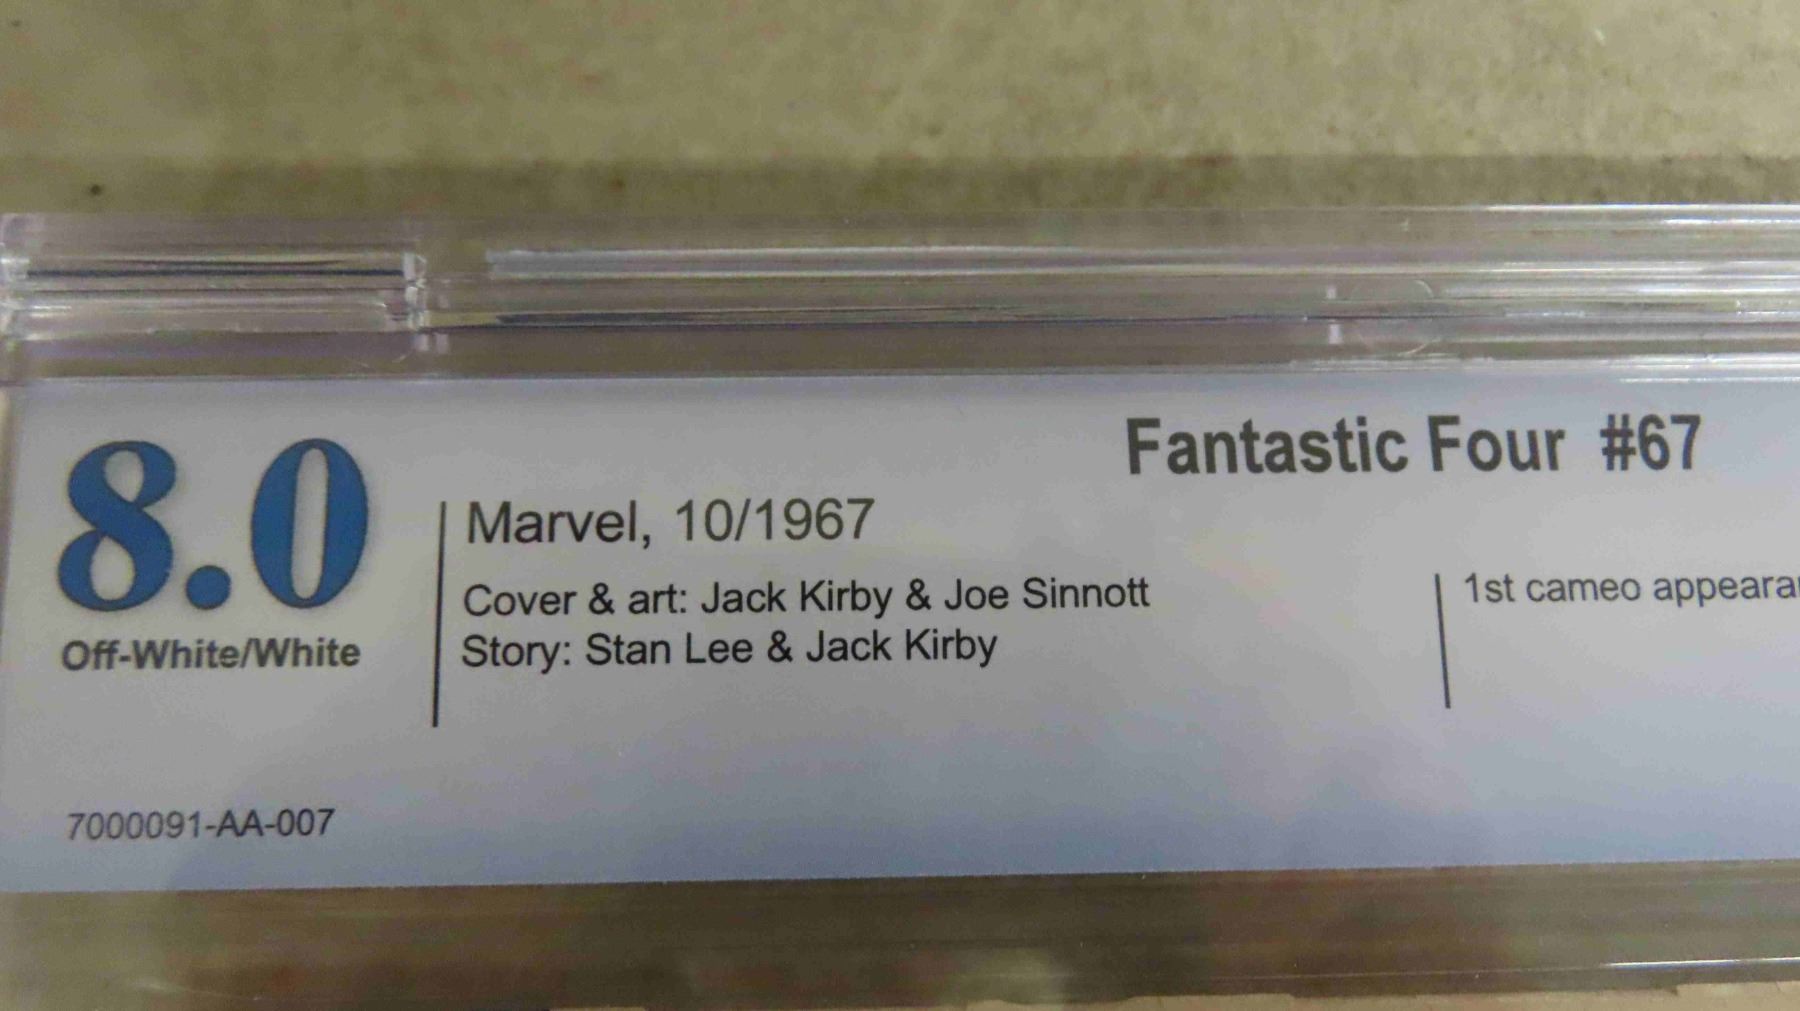 Fantastic Four #67
8.0
Off-White/White
Marvel, 10/1967
Cover & art: Jack Kirby & Joe Sinnott
Story: Stan Lee & Jack Kirby
1st cameo
7000091-AA-007